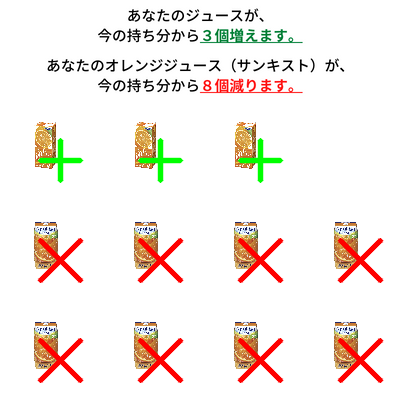 あなたのジュースが、
今の持ち分から３個増えます。
あなたのオレンジジュース（サンキスト）が、
今の持ち分から８個減ります。